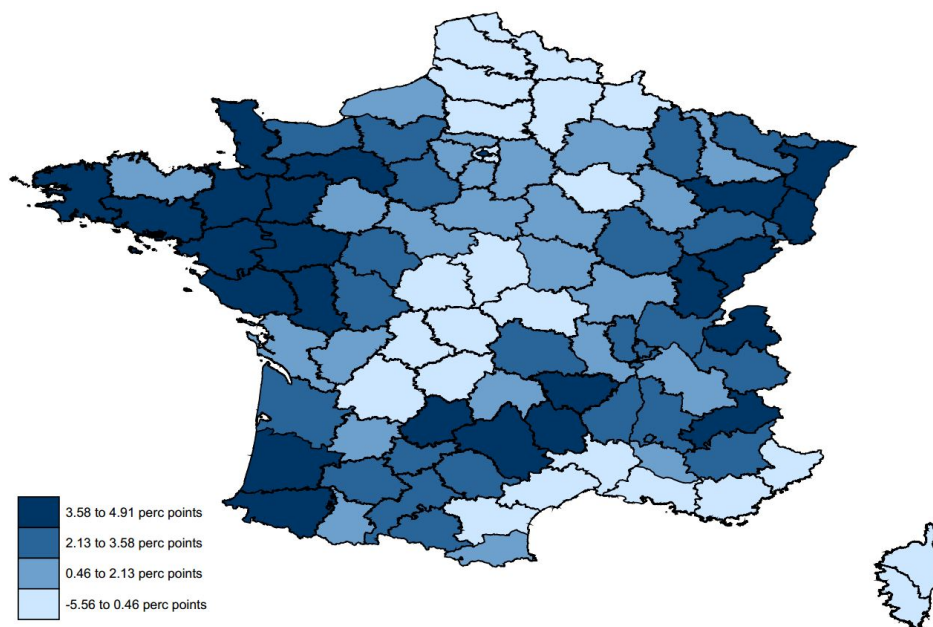 3.58 to 4.91 perc points
2.13 to 3.58 perc points
0.46 to 2.13 perc points
-5.56 to 0.46 perc points